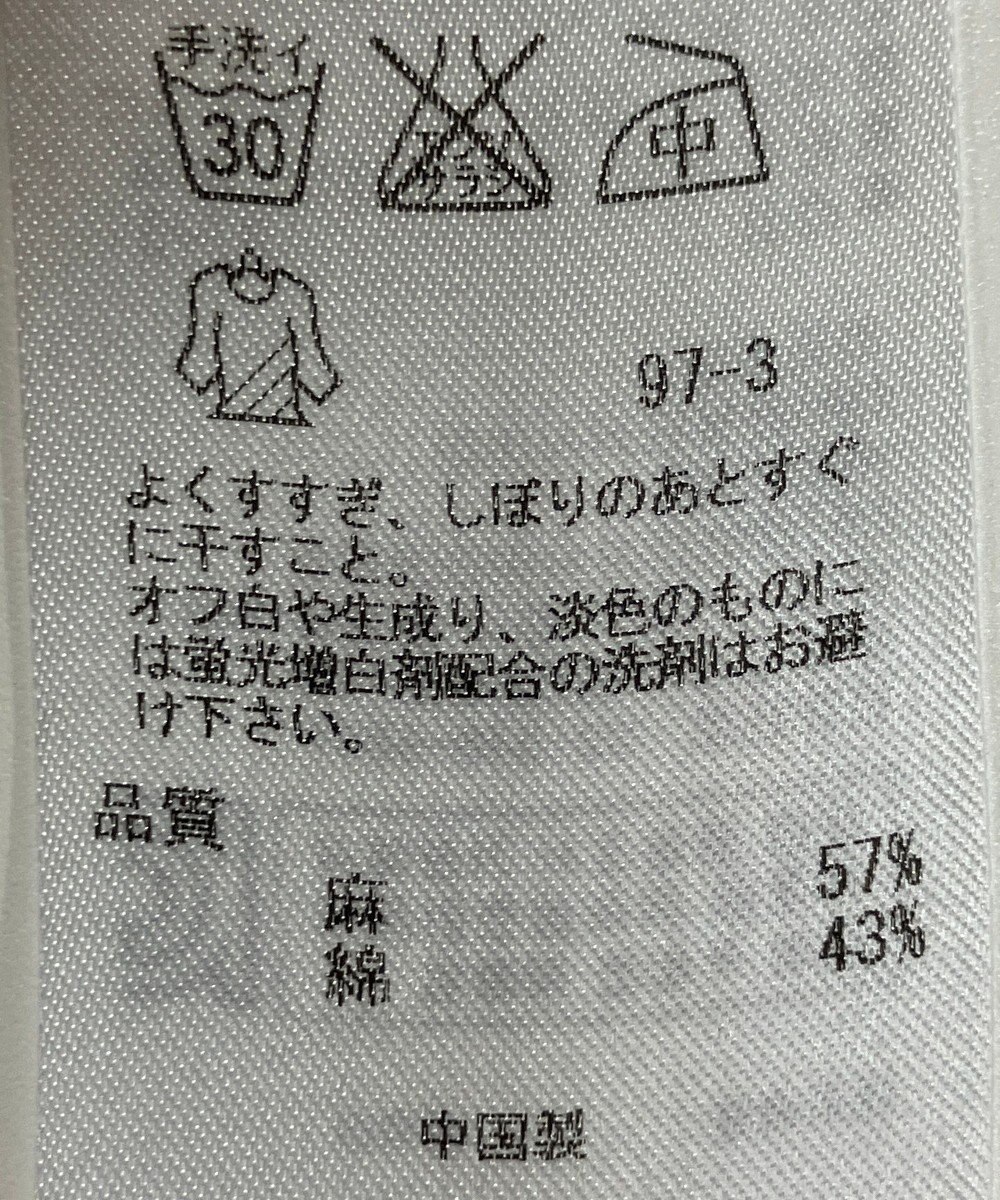 手洗イ
30
中
97-3
よくすすぎ、しぼりのあとすぐ
に干すこと。
オフ白や生成り、淡色のものに
は蛍光増白剤配合の洗剤はお避
け下さい。
品質
麻 57%
綿 43%
中国製